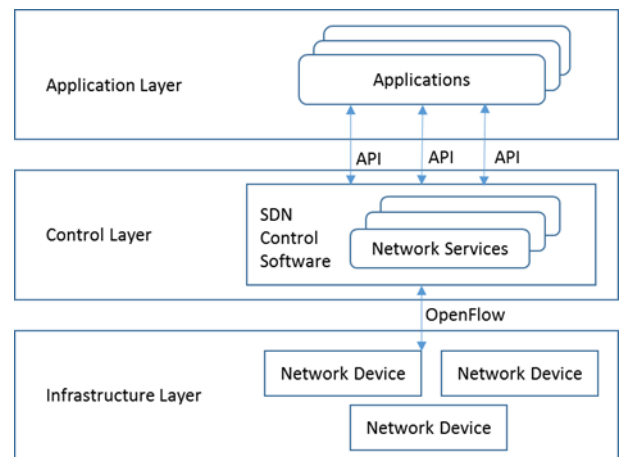 Applications
Application Layer
API
API
API
SDN
Control
Software
Control Layer
Network Services
OpenFlow
Network Device
Network Device
Infrastructure Layer
Network Device